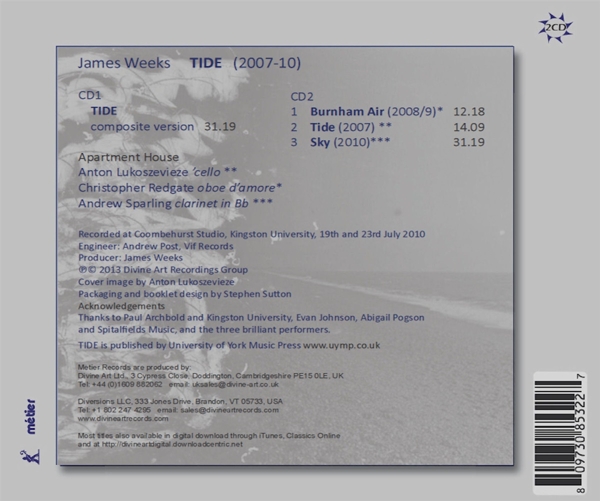 2CD
James Weeks TIDE (2007-10)
CD1
TIDE
composite version 31.19
CD2
1 Burnham Air (2008/9)* 12.18
2 Tide (2007) ** 14.09
3 Sky (2010)*** 31.19
Apartment House
Anton Lukoszevieze 'cello **
Christopher Redgate oboe d'amore*
Andrew Sparling clarinet in Bb ***
Recorded at Coombehurst Studio, Kingston University, 19th and 23rd July 2010
Engineer: Andrew Post, Vif Records
Producer: James Weeks
℗© 2013 Divine Art Recordings Group
Cover image by Anton Lukoszevieze
Packaging and booklet design by Stephen Sutton
Acknowledgements
Thanks to Paul Archbold and Kingston University, Evan Johnson, Abigail Pogson
and Spitalfields Music, and the three brilliant performers.
TIDE is published by University of York Music Press www.uymp.co.uk
Metier Records are produced by:
Divine Art Ltd., 3 Cypress Close, Doddington, Cambridgeshire PE15 0LE, UK
Tel: +44 (0)1609 882062 email: uksales@divine-art.co.uk
Diversions LLC, 333 Jones Drive, Brandon, VT 05733, USA
Tel: +1 802 247 4295 email: sales@divineartrecords.com
www.divineartrecords.com
Most titles also available in digital download through iTunes, Classics Online
and at http://divineartdigital.downloadcentric.net
métier
8 09730 85322 7